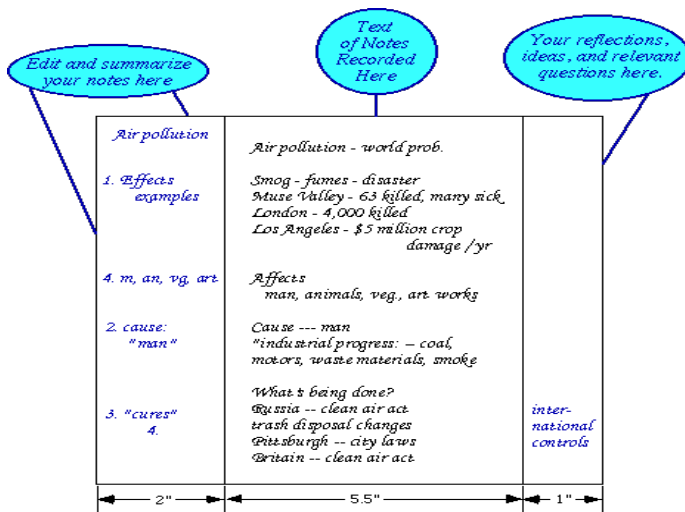 Edit and summarize
your notes here
Text
of Notes
Recorded
Here
Your reflections,
ideas, and relevant
questions here.
Air pollution
1. Effects
examples
4. m, an, vg, art
2. cause:
"man"
3. "cures"
4.
Air pollution - world prob.
Smog - fumes - disaster
Muse Valley - 63 killed, many sick
London - 4,000 killed
Los Angeles - $5 million crop
damage /yr
Affects
man, animals, veg., art works
Cause --- man
"industrial progress: – coal,
motors, waste materials, smoke
What's being done?
Russia -- clean air act
trash disposal changes
Pittsburgh -- city laws
Britain -- clean air act
inter-
national
controls
2"
5.5"
1"